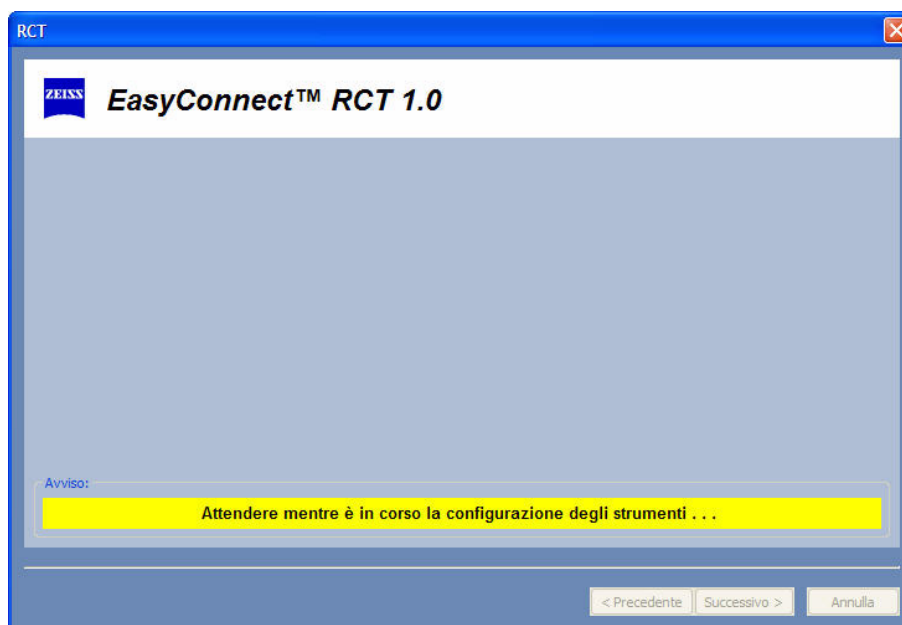 RCT
ZEISS
EasyConnect™ RCT 1.0
Avviso:
Attendere mentre è in corso la configurazione degli strumenti . . .
< Precedente
Successivo >
Annulla